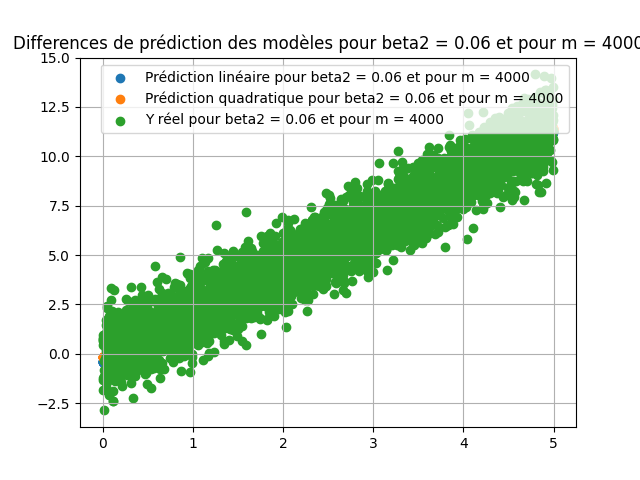 Differences de prédiction des modèles pour beta2 = 0.06 et pour m = 4000
15.0
12.5
10.0
7.5
5.0
2.5
0.0
−2.5
Prédiction linéaire pour beta2 = 0.06 et pour m = 4000
Prédiction quadratique pour beta2 = 0.06 et pour m = 4000
Y réel pour beta2 = 0.06 et pour m = 4000
0 1 2 3 4 5